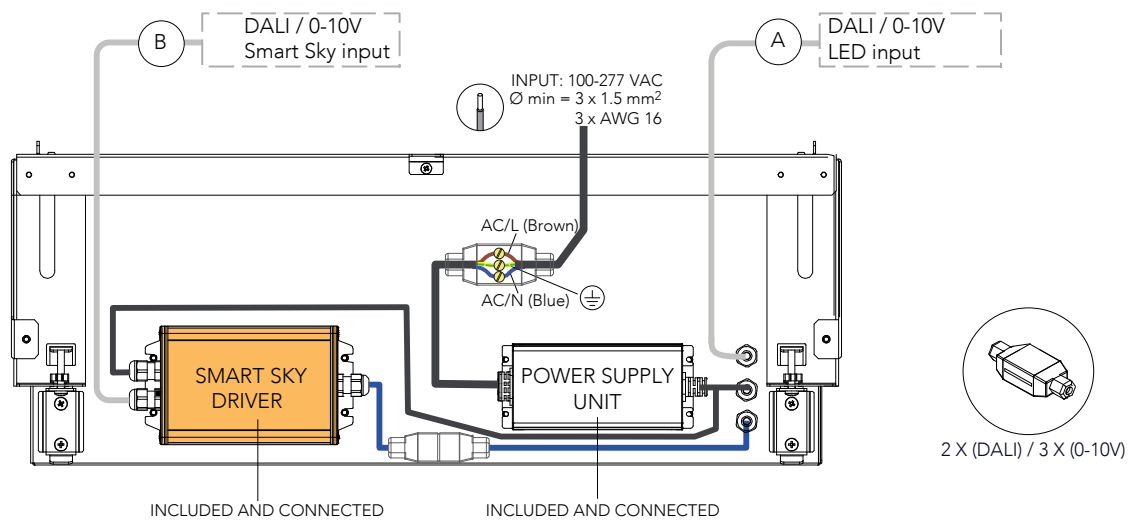 B
DALI / 0-10V
Smart Sky input
A
DALI / 0-10V
LED input
INPUT: 100-277 VAC
Ø min = 3 x 1.5 mm²
3 x AWG 16
AC/L (Brown)
AC/N (Blue)
SMART SKY
DRIVER
POWER SUPPLY
UNIT
2 X (DALI) / 3 X (0-10V)
INCLUDED AND CONNECTED
INCLUDED AND CONNECTED